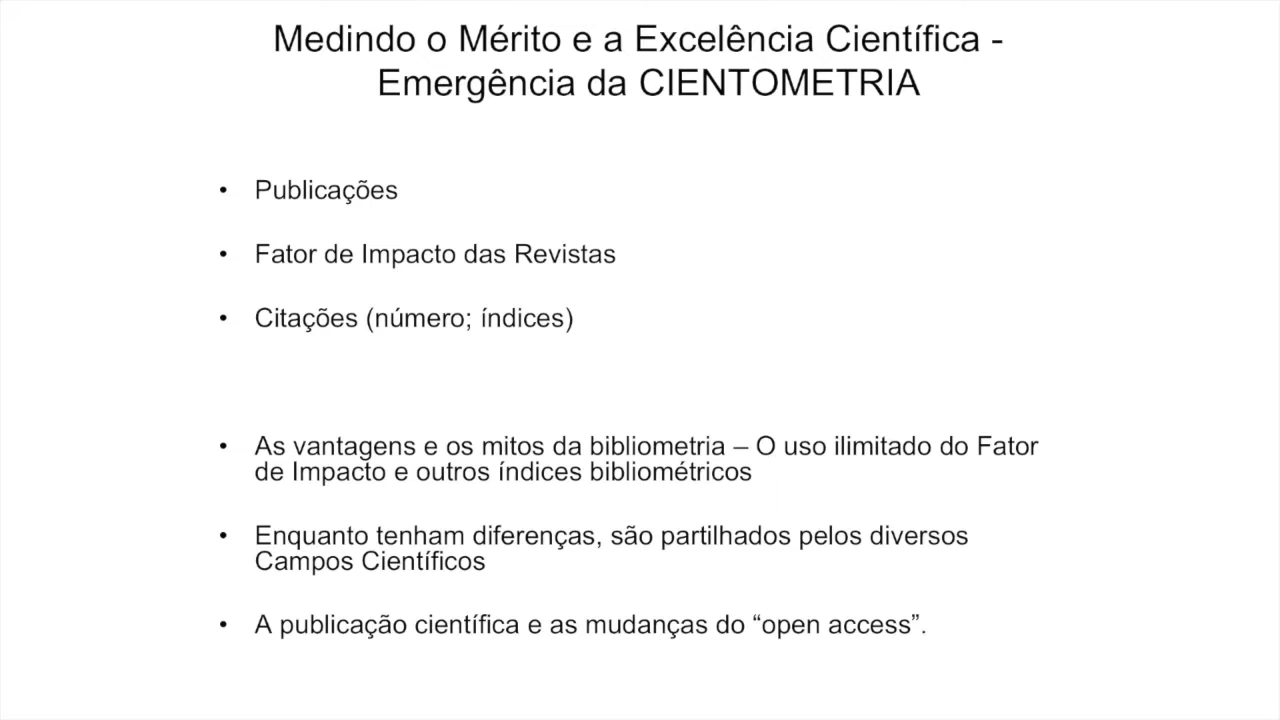 Medindo o Mérito e a Excelência Científica -
Emergência da CIENTOMETRIA
• Publicações
• Fator de Impacto das Revistas
• Citações (número; índices)
• As vantagens e os mitos da bibliometria – O uso ilimitado do Fator
de Impacto e outros índices bibliométricos
• Enquanto tenham diferenças, são partilhados pelos diversos
Campos Científicos
• A publicação científica e as mudanças do “open access”.